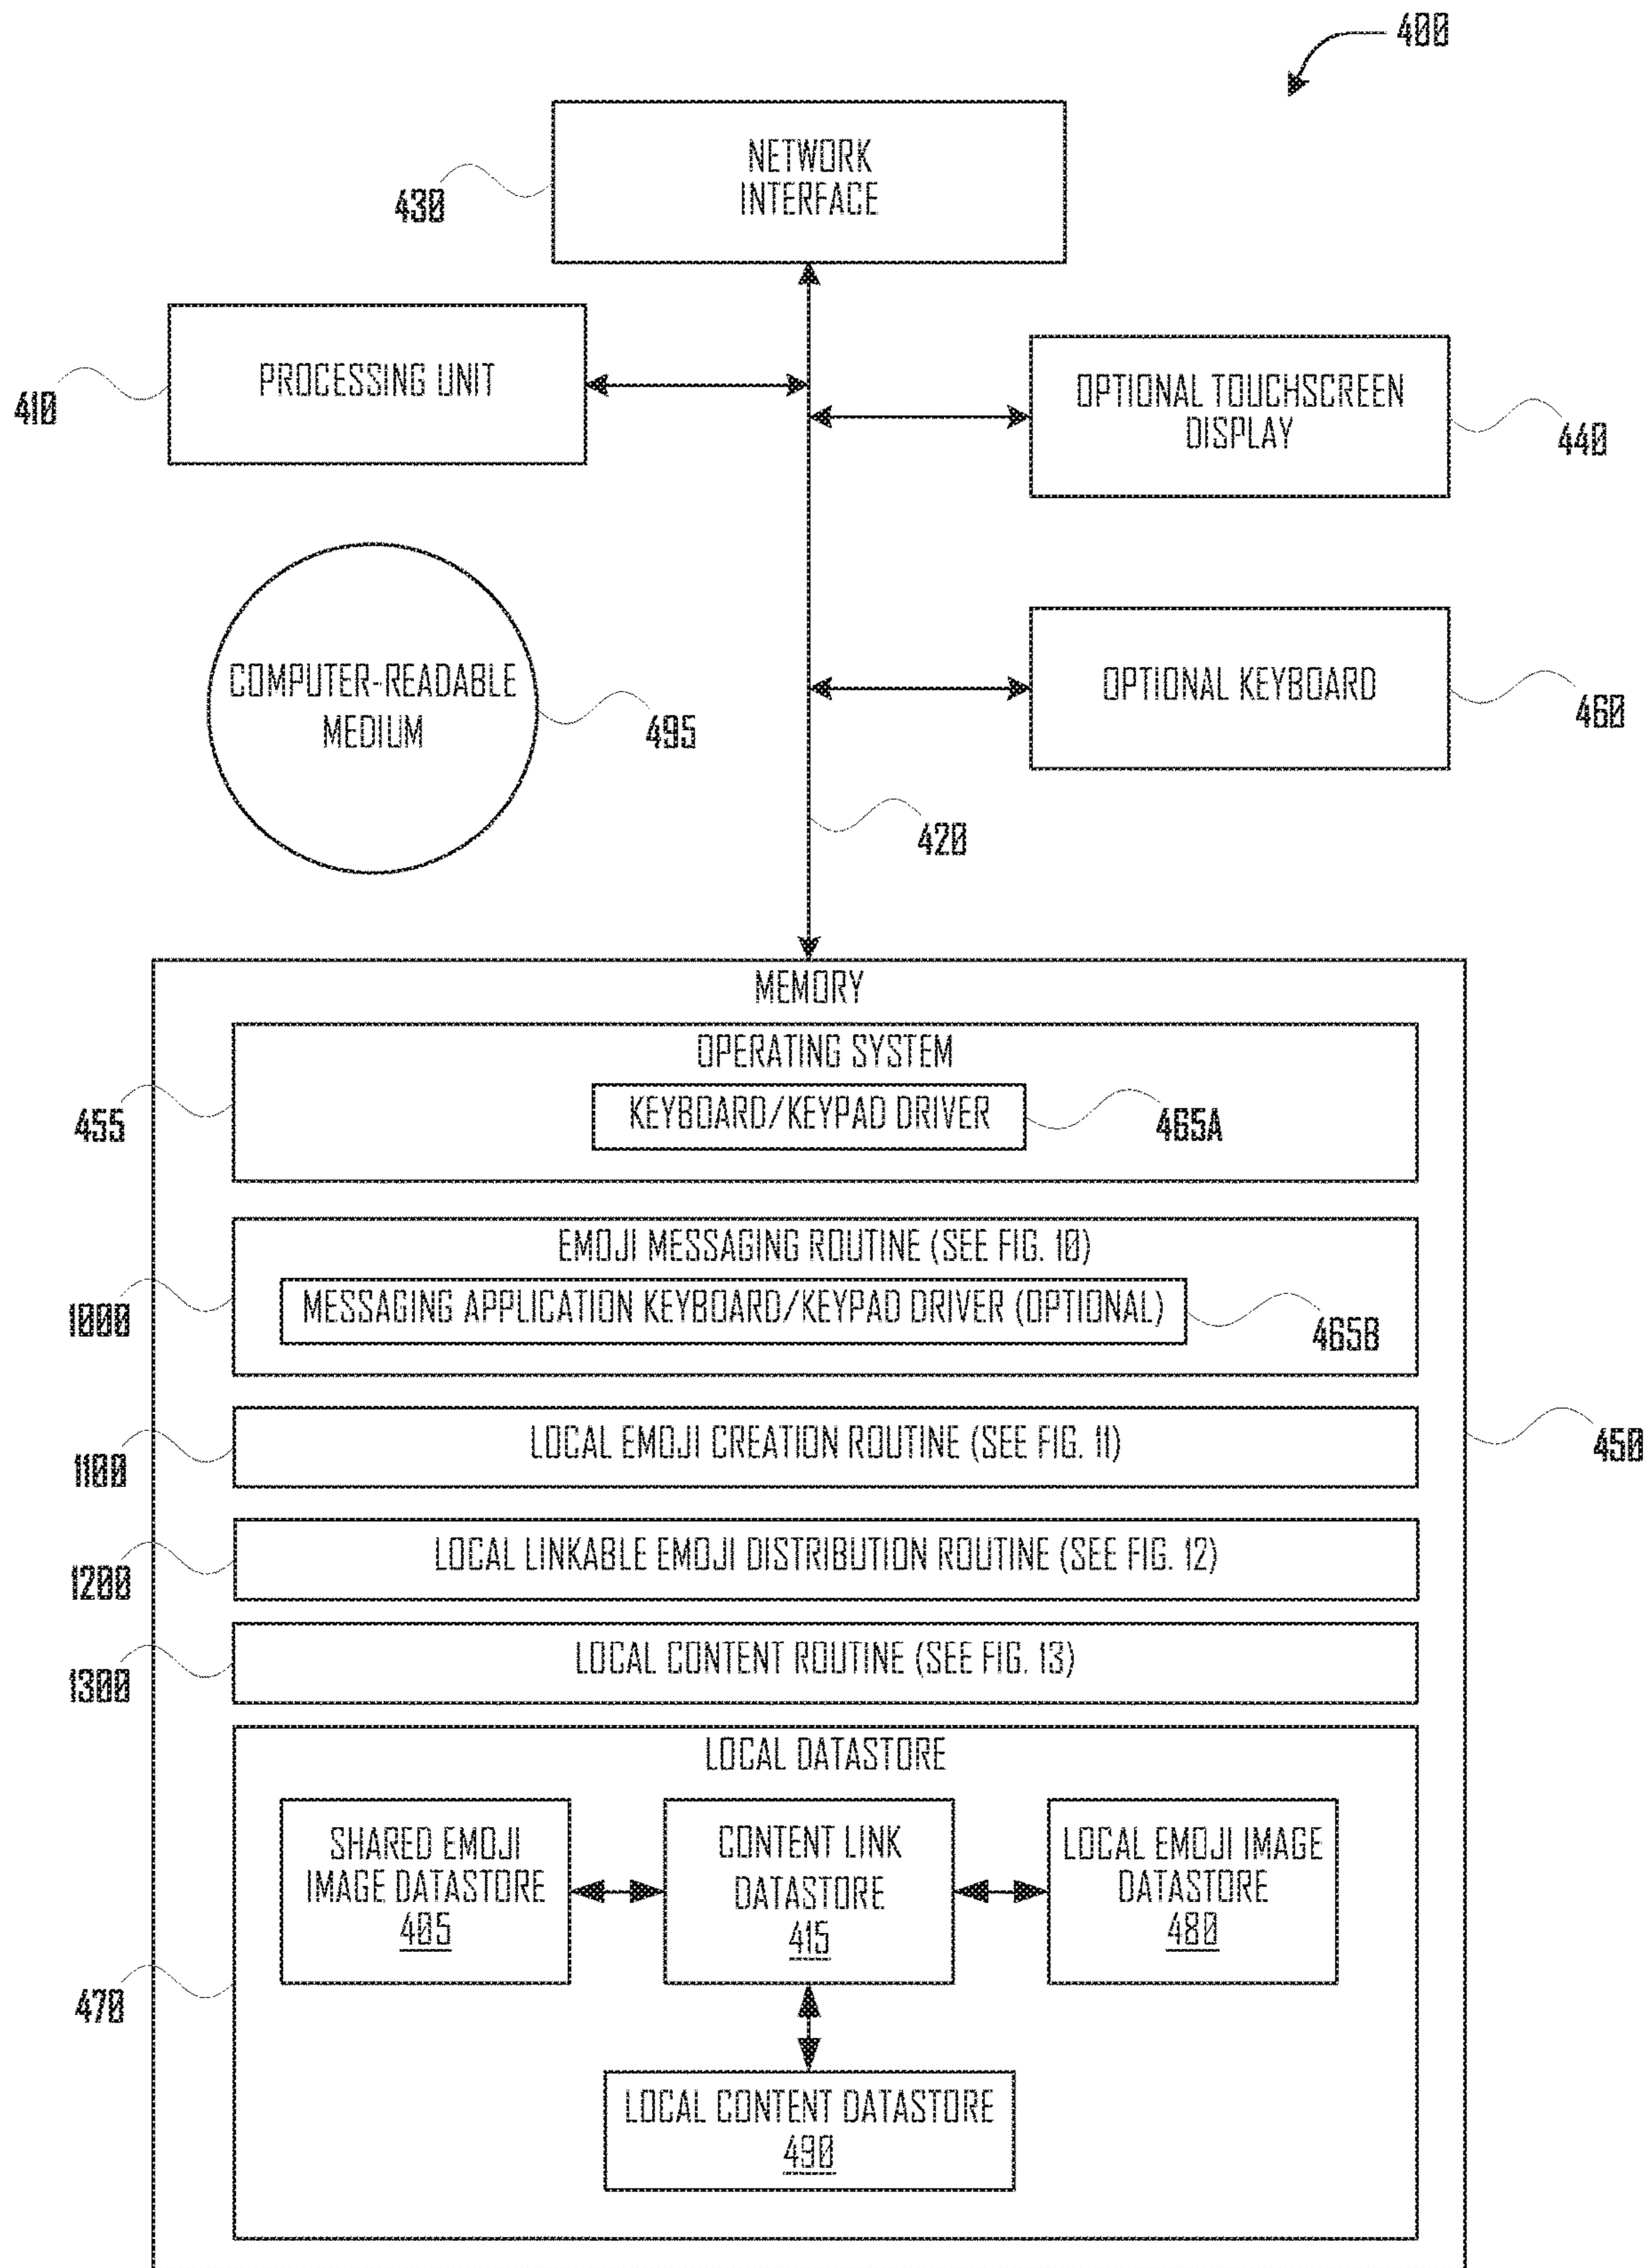 400
NETWORK
INTERFACE
430
PROCESSING UNIT
410
OPTIONAL TOUCHSCREEN
DISPLAY
440
COMPUTER-READABLE
MEDIUM
495
OPTIONAL KEYBOARD
460
420
MEMORY
OPERATING SYSTEM
KEYBOARD/KEYPAD DRIVER
455
465A
EMOJI MESSAGING ROUTINE (SEE FIG. 10)
MESSAGING APPLICATION KEYBOARD/KEYPAD DRIVER (OPTIONAL)
1000
465B
LOCAL EMOJI CREATION ROUTINE (SEE FIG. 11)
1100
450
LOCAL LINKABLE EMOJI DISTRIBUTION ROUTINE (SEE FIG. 12)
1200
LOCAL CONTENT ROUTINE (SEE FIG. 13)
1300
LOCAL DATASTORE
SHARED EMOJI
IMAGE DATASTORE
405
CONTENT LINK
DATASTORE
415
LOCAL EMOJI IMAGE
DATASTORE
480
470
LOCAL CONTENT DATASTORE
490